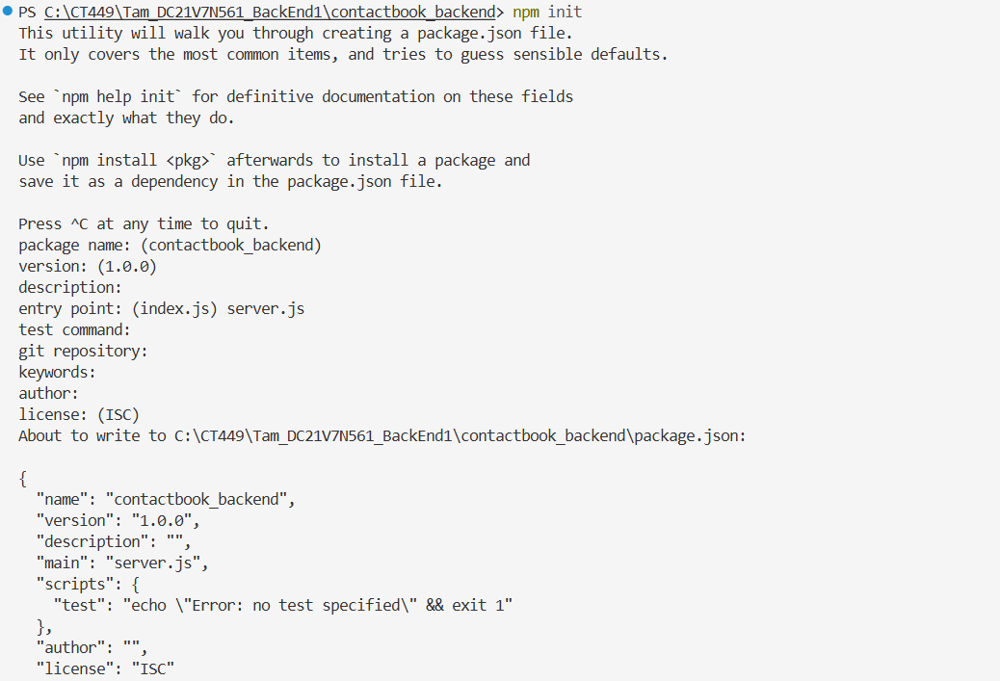 PS C:\CT449\Tam_DC21V7N561_BackEnd1\contactbook_backend> npm init
This utility will walk you through creating a package.json file.
It only covers the most common items, and tries to guess sensible defaults.
See `npm help init` for definitive documentation on these fields
and exactly what they do.
Use `npm install <pkg>` afterwards to install a package and
save it as a dependency in the package.json file.
Press ^C at any time to quit.
package name: (contactbook_backend)
version: (1.0.0)
description:
entry point: (index.js) server.js
test command:
git repository:
keywords:
author:
license: (ISC)
About to write to C:\CT449\Tam_DC21V7N561_BackEnd1\contactbook_backend\package.json:
{
  "name": "contactbook_backend",
  "version": "1.0.0",
  "description": "",
  "main": "server.js",
  "scripts": {
    "test": "echo \"Error: no test specified\" && exit 1"
  },
  "author": "",
  "license": "ISC"